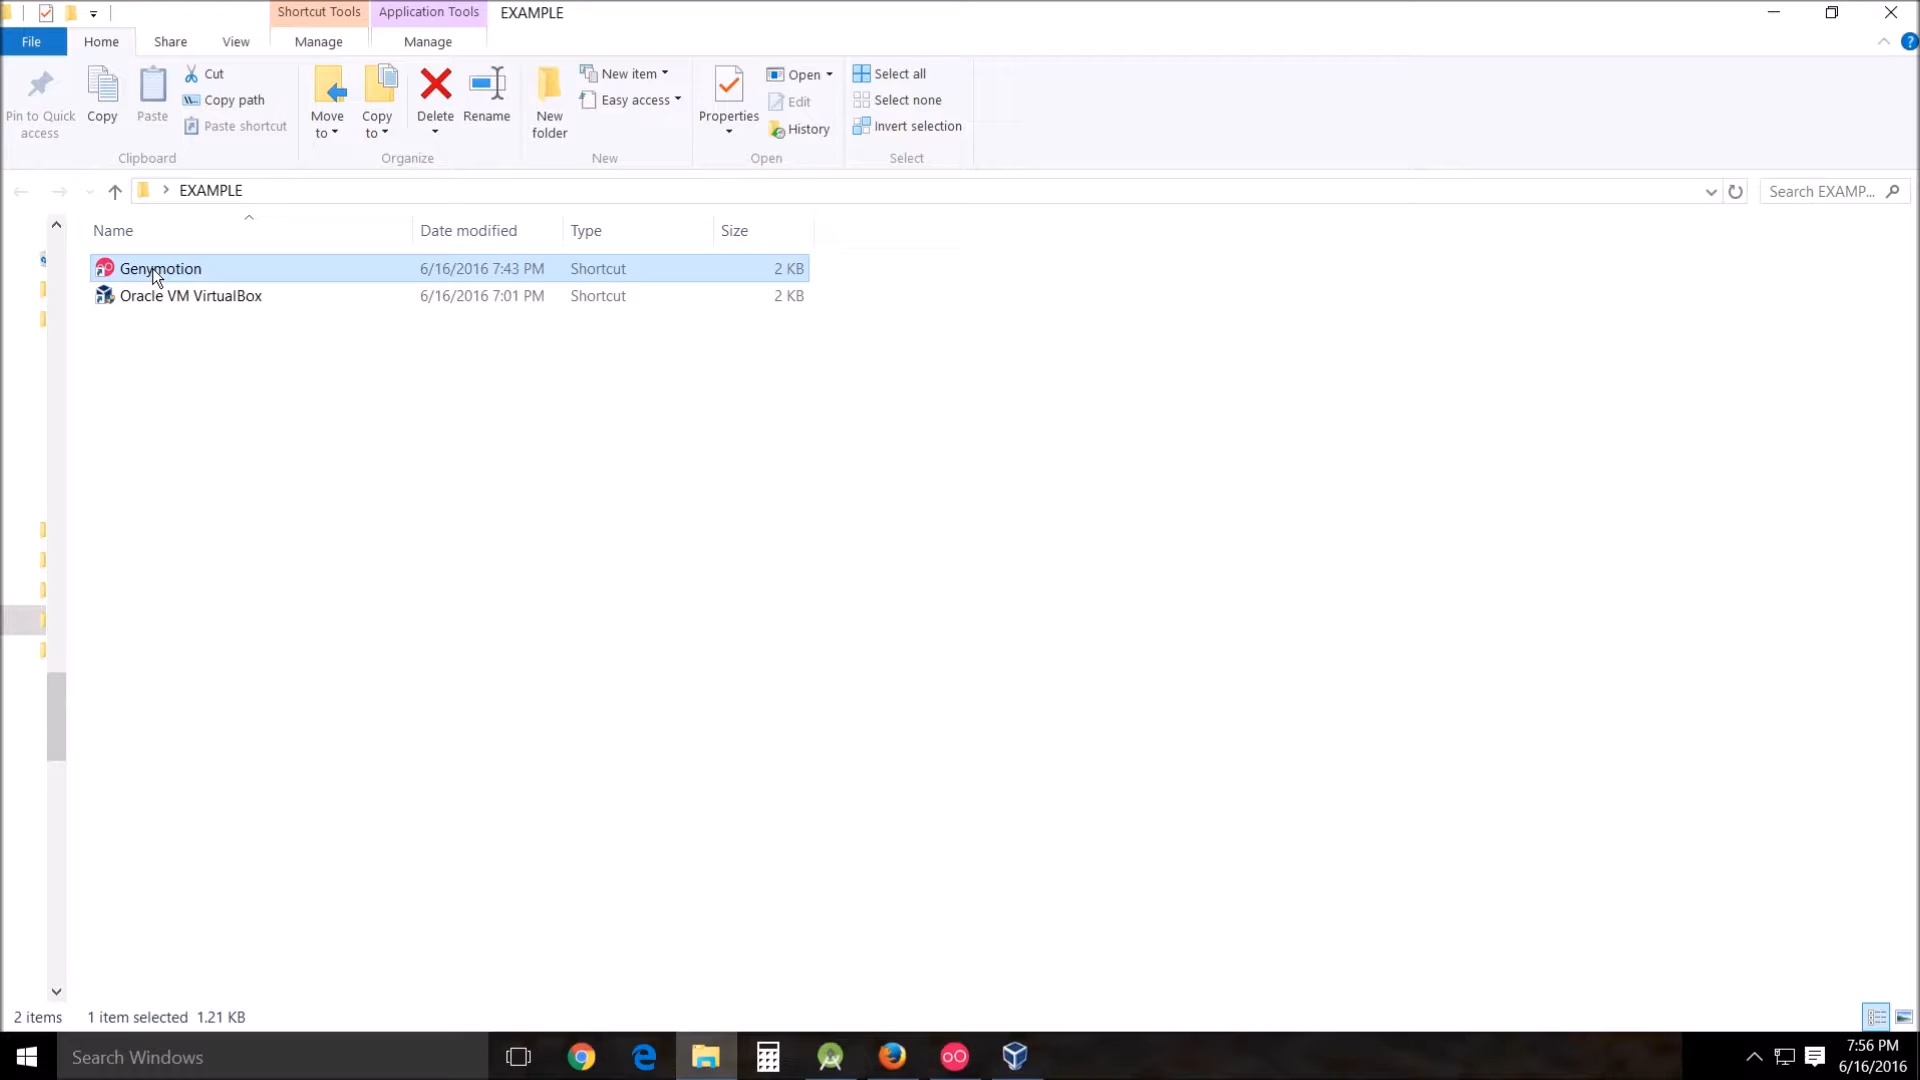 Shortcut Tools Application Tools EXAMPLE
File Home Share View Manage Manage ?
Pin to Quick access
Copy
Paste
Cut
Copy path
Paste shortcut
Clipboard
Move to
Copy to
Delete
Rename
Organize
New folder
New item
Easy access
New
Properties
Open
Edit
History
Open
Select all
Select none
Invert selection
Select
EXAMPLE Search EXAMP...
Name Date modified Type Size
Genymotion 6/16/2016 7:43 PM Shortcut 2 KB
Oracle VM VirtualBox 6/16/2016 7:01 PM Shortcut 2 KB
2 items 1 item selected 1.21 KB
Search Windows
7:56 PM
6/16/2016